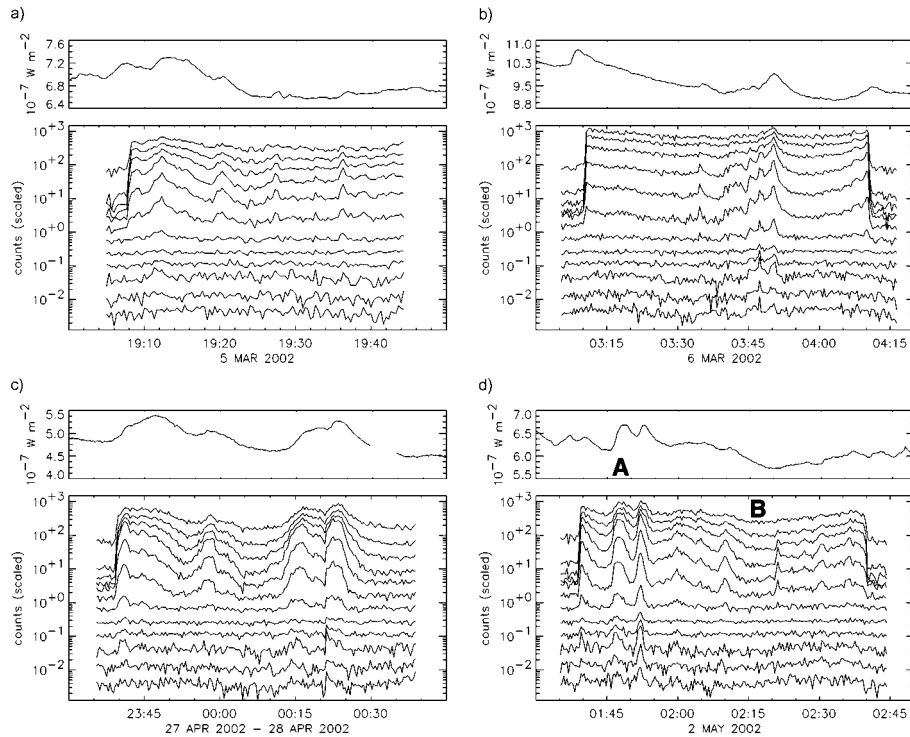 a)
7.6
7.2
6.8
6.4
10⁻⁷ W m⁻²
10⁺³
10⁺²
10⁺¹
10⁺⁰
10⁻¹
10⁻²
counts (scaled)
19:10 19:20 19:30 19:40
5 MAR 2002
b)
11.0
10.3
9.5
8.8
10⁻⁷ W m⁻²
10⁺³
10⁺²
10⁺¹
10⁺⁰
10⁻¹
10⁻²
counts (scaled)
03:15 03:30 03:45 04:00 04:15
6 MAR 2002
c)
5.5
5.0
4.5
4.0
10⁻⁷ W m⁻²
10⁺³
10⁺²
10⁺¹
10⁺⁰
10⁻¹
10⁻²
counts (scaled)
23:45 00:00 00:15 00:30
27 APR 2002 – 28 APR 2002
d)
7.0
6.5
6.0
5.5
10⁻⁷ W m⁻²
A
B
10⁺³
10⁺²
10⁺¹
10⁺⁰
10⁻¹
10⁻²
counts (scaled)
01:45 02:00 02:15 02:30 02:45
2 MAY 2002